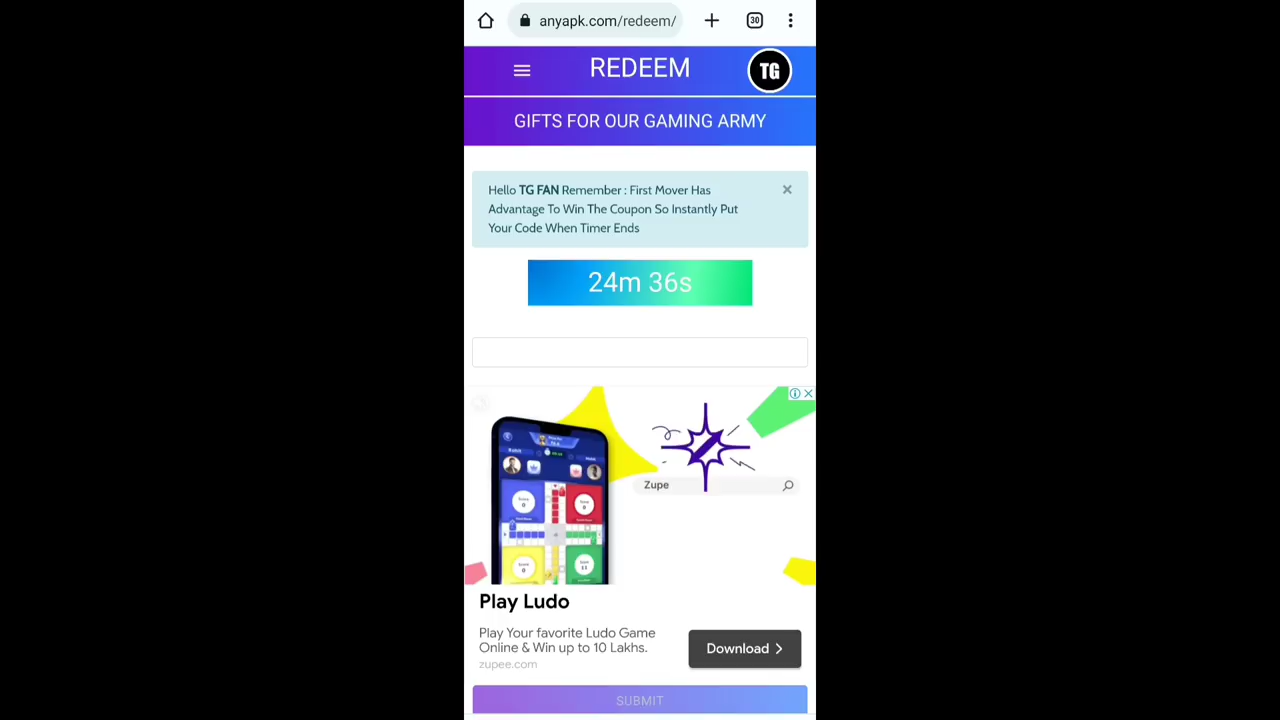 anyapk.com/redeem/
30
REDEEM
TG
GIFTS FOR OUR GAMING ARMY
Hello TG FAN Remember : First Mover Has
Advantage To Win The Coupon So Instantly Put
Your Code When Timer Ends
24m 36s
Zupe
Play Ludo
Play Your favorite Ludo Game
Online & Win up to 10 Lakhs.
zupee.com
Download
SUBMIT